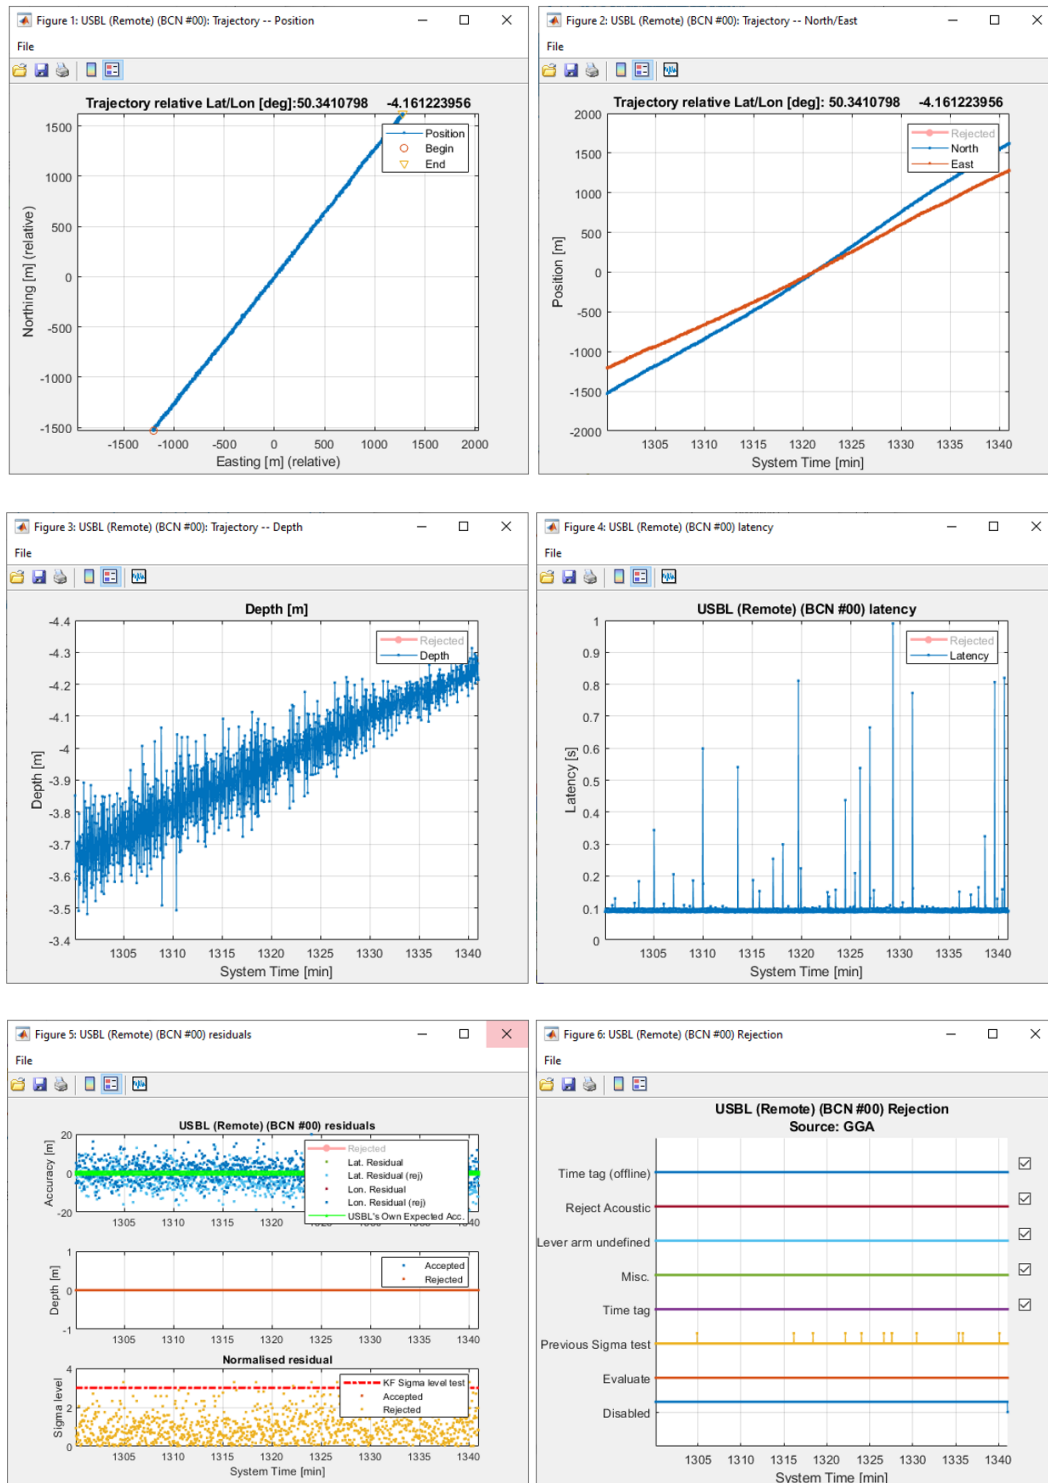 Figure 1: USBL (Remote) (BCN #00): Trajectory -- Position
File
Trajectory relative Lat/Lon [deg]:50.3410798 -4.161223956
Northing [m] (relative)
1500
1000
500
0
-500
-1000
-1500
Position
Begin
End
-1500 -1000 -500 0 500 1000 1500 2000
Easting [m] (relative)
Figure 2: USBL (Remote) (BCN #00): Trajectory -- North/East
File
Trajectory relative Lat/Lon [deg]: 50.3410798 -4.161223956
Position [m]
2000
1500
1000
500
0
-500
-1000
-1500
-2000
Rejected
North
East
1305 1310 1315 1320 1325 1330 1335 1340
System Time [min]
Figure 3: USBL (Remote) (BCN #00): Trajectory -- Depth
File
Depth [m]
Depth [m]
-4.4
-4.3
-4.2
-4.1
-4
-3.9
-3.8
-3.7
-3.6
-3.5
-3.4
Rejected
Depth
1305 1310 1315 1320 1325 1330 1335 1340
System Time [min]
Figure 4: USBL (Remote) (BCN #00) latency
File
USBL (Remote) (BCN #00) latency
Latency [s]
1
0.9
0.8
0.7
0.6
0.5
0.4
0.3
0.2
0.1
0
Rejected
Latency
1305 1310 1315 1320 1325 1330 1335 1340
System Time [min]
Figure 5: USBL (Remote) (BCN #00) residuals
File
USBL (Remote) (BCN #00) residuals
Accuracy [m]
20
0
-20
Rejected
Lat. Residual
Lat. Residual (rej)
Lon. Residual
Lon. Residual (rej)
USBL's Own Expected Acc.
1305 1310 1315 1320
Depth [m]
1
0
-1
Accepted
Rejected
1305 1310 1315 1320 1325 1330 1335 1340
Normalised residual
Sigma level
4
2
0
KF Sigma level test
Accepted
Rejected
1305 1310 1315 1320 1325 1330 1335 1340
System Time [min]
Figure 6: USBL (Remote) (BCN #00) Rejection
File
USBL (Remote) (BCN #00) Rejection
Source: GGA
Time tag (offline)
Reject Acoustic
Lever arm undefined
Misc.
Time tag
Previous Sigma test
Evaluate
Disabled
1305 1310 1315 1320 1325 1330 1335 1340
System Time [min]